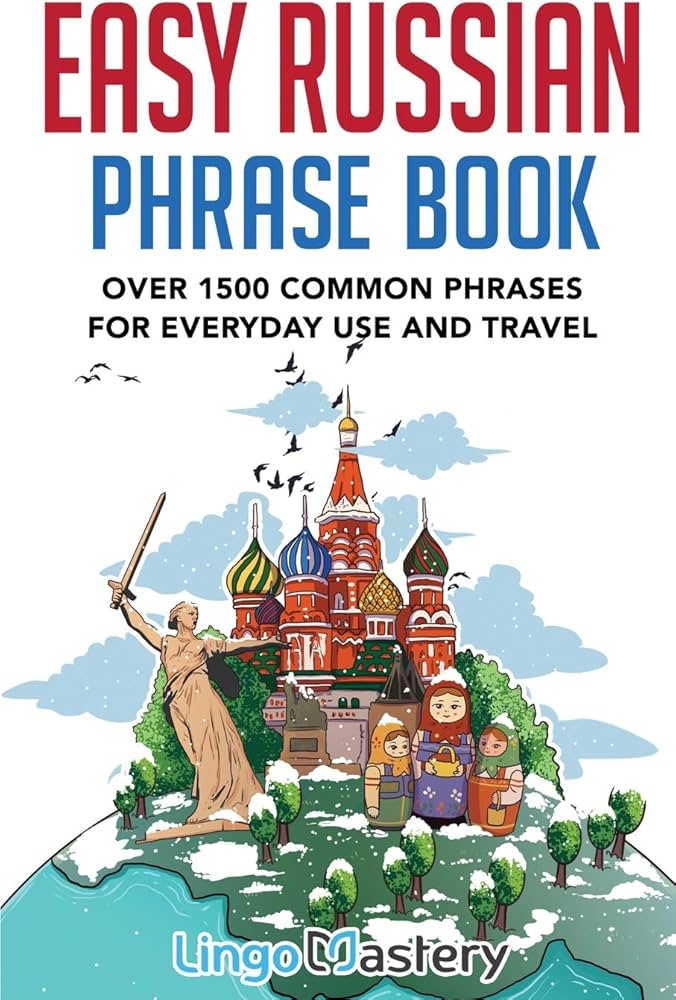 EASY RUSSIAN
PHRASE BOOK
OVER 1500 COMMON PHRASES
FOR EVERYDAY USE AND TRAVEL
LingoMastery